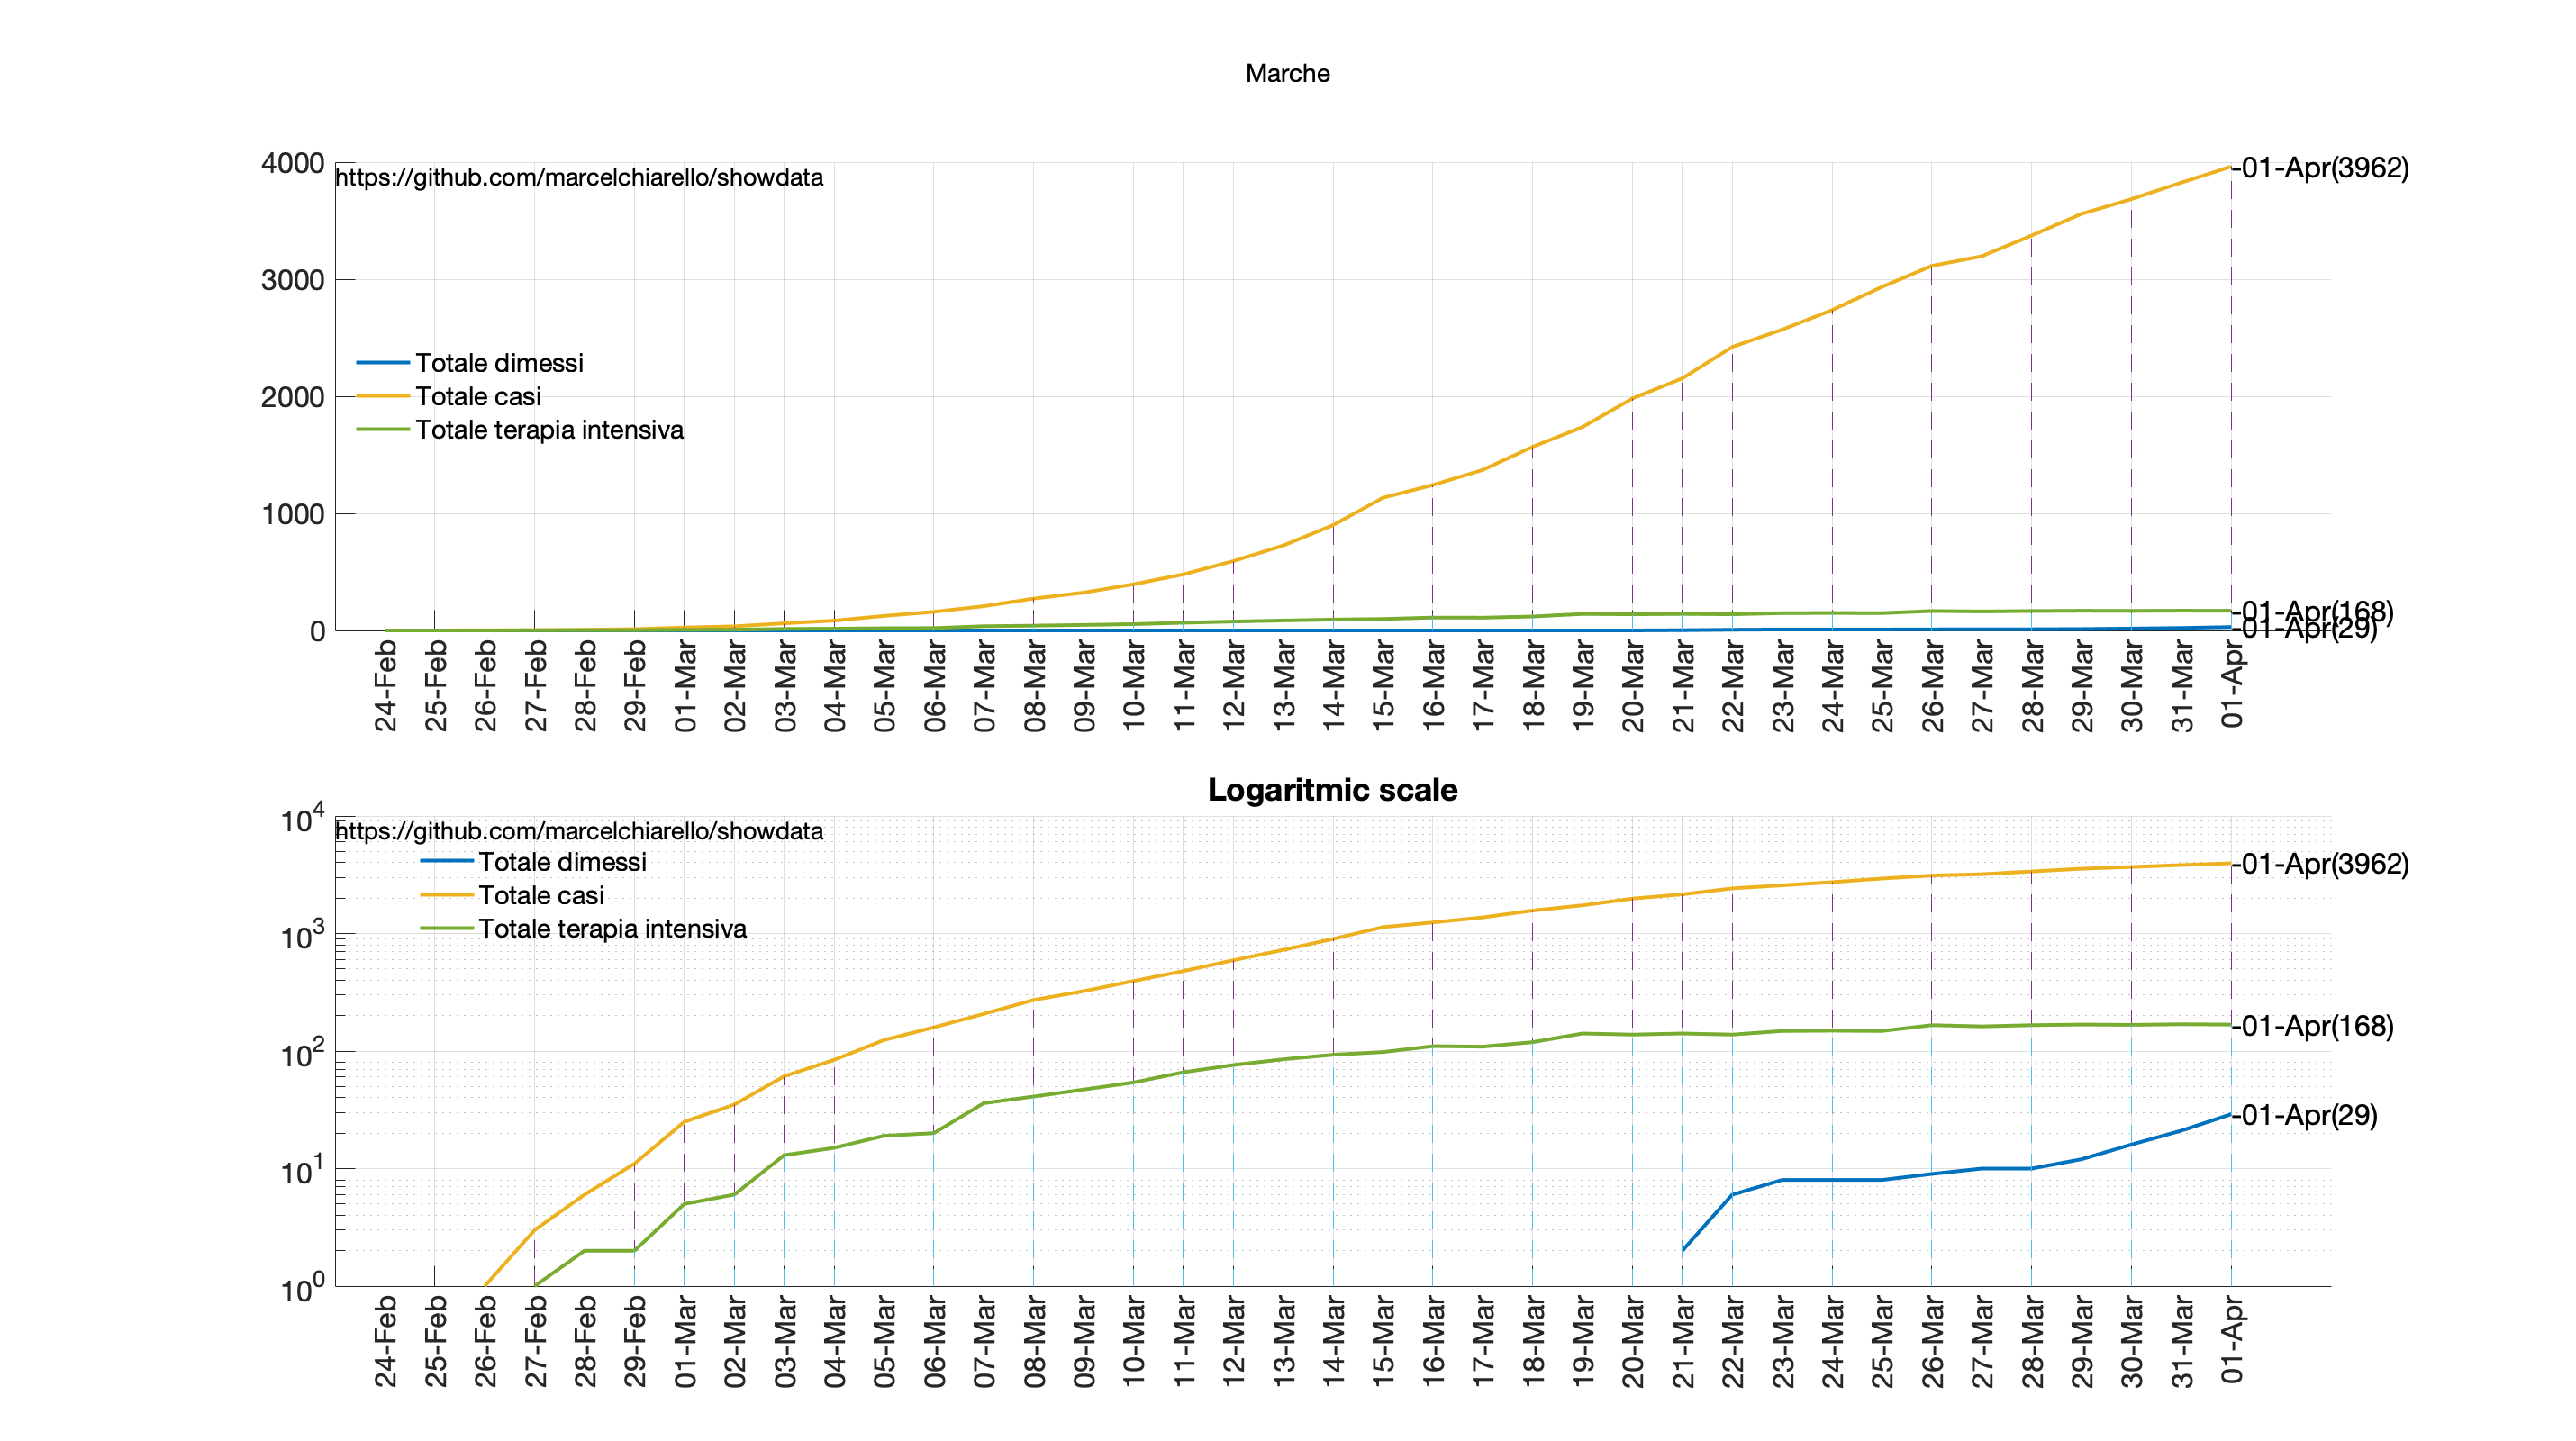 Marche
4000
https://github.com/marcelchiarello/showdata
-01-Apr(3962)
3000
Totale dimessi
2000
Totale casi
Totale terapia intensiva
1000
-01-Apr(168)
-01-Apr(29)
0
24-Feb
25-Feb
26-Feb
27-Feb
28-Feb
29-Feb
01-Mar
02-Mar
03-Mar
04-Mar
05-Mar
06-Mar
07-Mar
08-Mar
09-Mar
10-Mar
11-Mar
12-Mar
13-Mar
14-Mar
15-Mar
16-Mar
17-Mar
18-Mar
19-Mar
20-Mar
21-Mar
22-Mar
23-Mar
24-Mar
25-Mar
26-Mar
27-Mar
28-Mar
29-Mar
30-Mar
31-Mar
01-Apr
Logaritmic scale
10^4
https://github.com/marcelchiarello/showdata
Totale dimessi
-01-Apr(3962)
Totale casi
Totale terapia intensiva
10^3
-01-Apr(168)
10^2
-01-Apr(29)
10^1
10^0
24-Feb
25-Feb
26-Feb
27-Feb
28-Feb
29-Feb
01-Mar
02-Mar
03-Mar
04-Mar
05-Mar
06-Mar
07-Mar
08-Mar
09-Mar
10-Mar
11-Mar
12-Mar
13-Mar
14-Mar
15-Mar
16-Mar
17-Mar
18-Mar
19-Mar
20-Mar
21-Mar
22-Mar
23-Mar
24-Mar
25-Mar
26-Mar
27-Mar
28-Mar
29-Mar
30-Mar
31-Mar
01-Apr